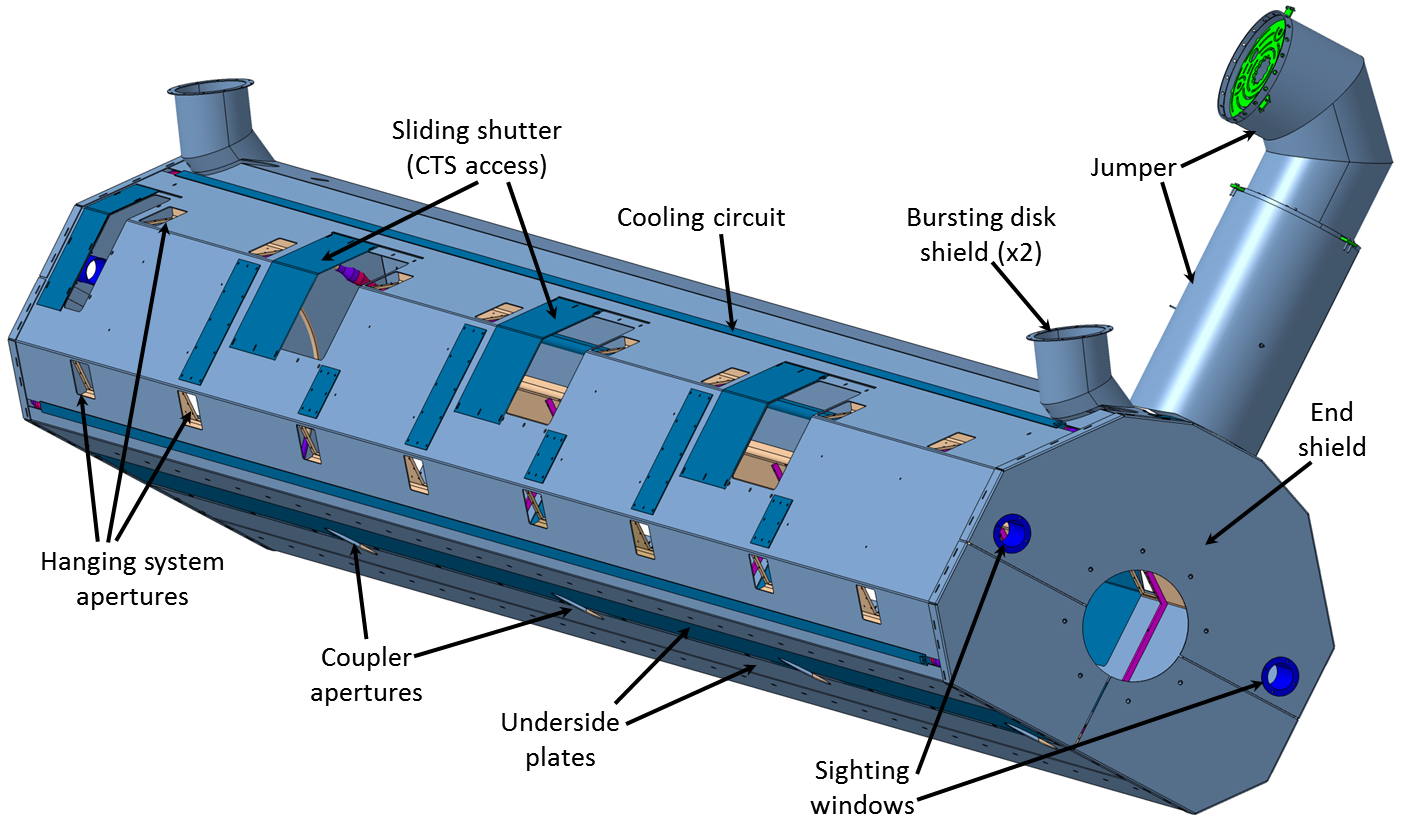 Sliding shutter
(CTS access)
Cooling circuit
Bursting disk
shield (x2)
Jumper
End
shield
Hanging system
apertures
Coupler
apertures
Underside
plates
Sighting
windows